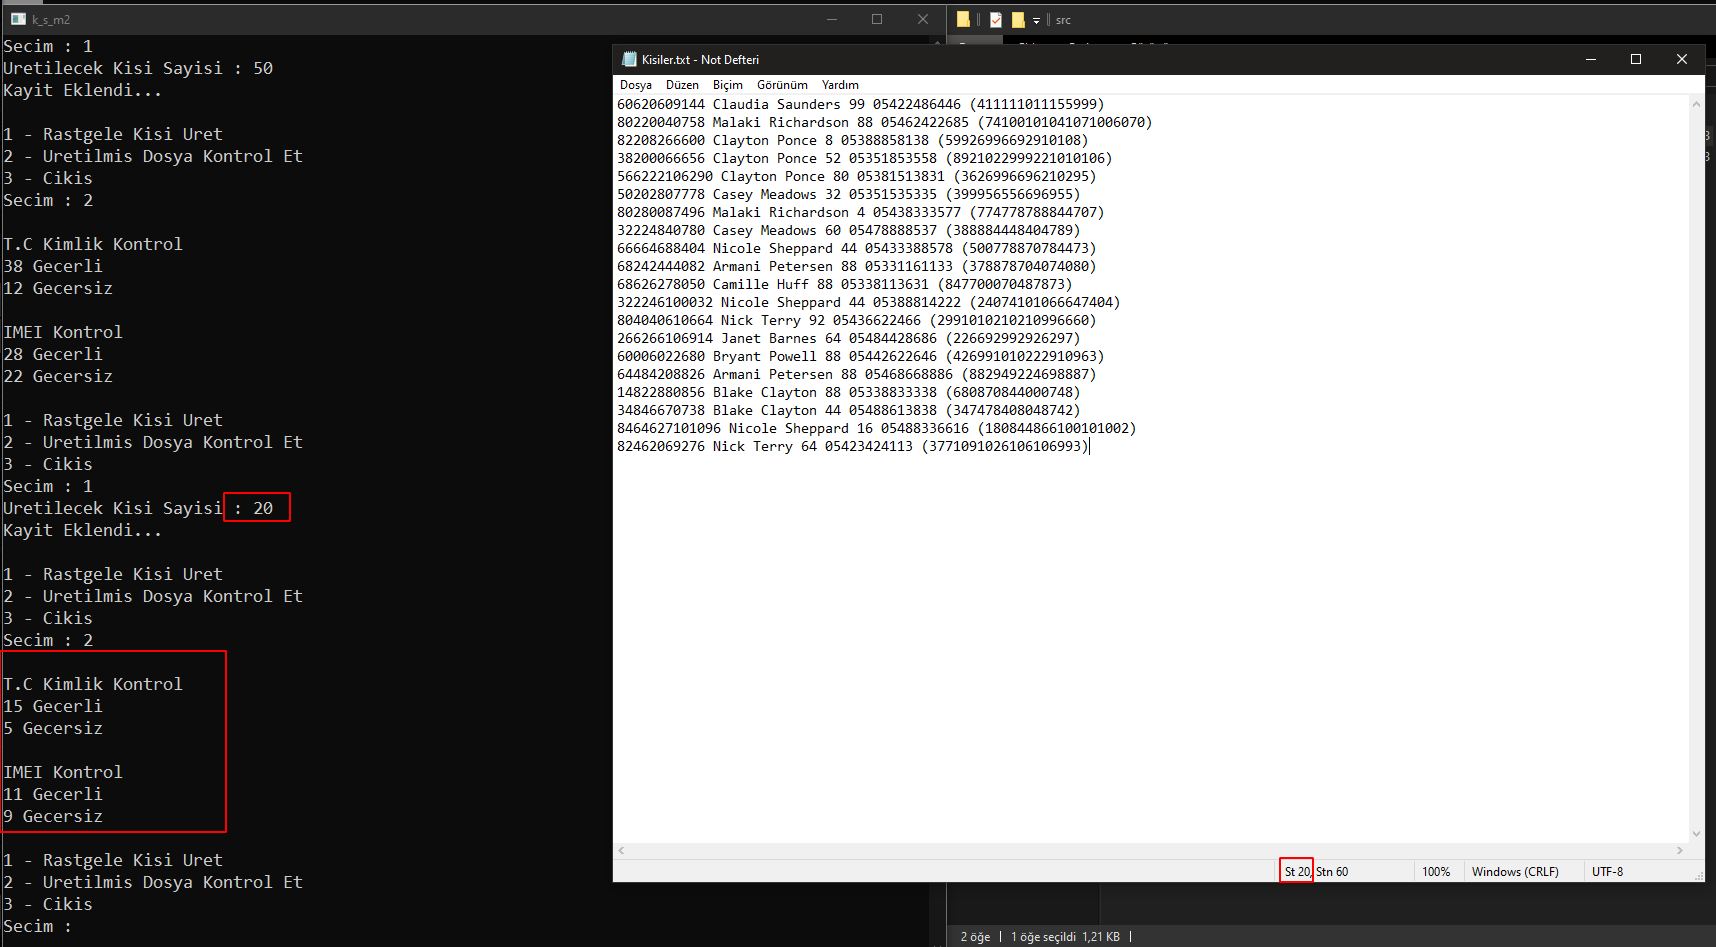 k_s_m2
Secim : 1
Uretilecek Kisi Sayisi : 50
Kayit Eklendi...
1 - Rastgele Kisi Uret
2 - Uretilmis Dosya Kontrol Et
3 - Cikis
Secim : 2
T.C Kimlik Kontrol
38 Gecerli
12 Gecersiz
IMEI Kontrol
28 Gecerli
22 Gecersiz
1 - Rastgele Kisi Uret
2 - Uretilmis Dosya Kontrol Et
3 - Cikis
Secim : 1
Uretilecek Kisi Sayisi : 20
Kayit Eklendi...
1 - Rastgele Kisi Uret
2 - Uretilmis Dosya Kontrol Et
3 - Cikis
Secim : 2
T.C Kimlik Kontrol
15 Gecerli
5 Gecersiz
IMEI Kontrol
11 Gecerli
9 Gecersiz
1 - Rastgele Kisi Uret
2 - Uretilmis Dosya Kontrol Et
3 - Cikis
Secim :
src
Kisiler.txt - Not Defteri
Dosya Düzen Biçim Görünüm Yardım
60620609144 Claudia Saunders 99 05422486446 (411111011155999)
80220040758 Malaki Richardson 88 05462422685 (74100101041071006070)
82208266600 Clayton Ponce 8 05388858138 (59926996692910108)
38200066656 Clayton Ponce 52 05351853558 (8921022999221010106)
566222106290 Clayton Ponce 80 05381513831 (3626996696210295)
50202807778 Casey Meadows 32 05351535335 (399956556696955)
80280087496 Malaki Richardson 4 05438333577 (774778788844707)
32224840780 Casey Meadows 60 05478888537 (388884448404789)
66664688404 Nicole Sheppard 44 05433388578 (500778870784473)
68242444082 Armani Petersen 88 05331161133 (378878704074080)
68626278050 Camille Huff 88 05338113631 (847700070487873)
322246100032 Nicole Sheppard 44 05388814222 (24074101066647404)
804040610664 Nick Terry 92 05436622466 (2991010210210996660)
266266106914 Janet Barnes 64 05484428686 (226692992926297)
60006022680 Bryant Powell 88 05442622646 (426991010222910963)
64484208826 Armani Petersen 88 05468668886 (882949224698887)
14822880856 Blake Clayton 88 05338833338 (680870844000748)
34846670738 Blake Clayton 44 05488613838 (347478408048742)
8464627101096 Nicole Sheppard 16 05488336616 (180844866100101002)
82462069276 Nick Terry 64 05423424113 (3771091026106106993)
St 20, Stn 60 100% Windows (CRLF) UTF-8
2 öğe 1 öğe seçildi 1,21 KB